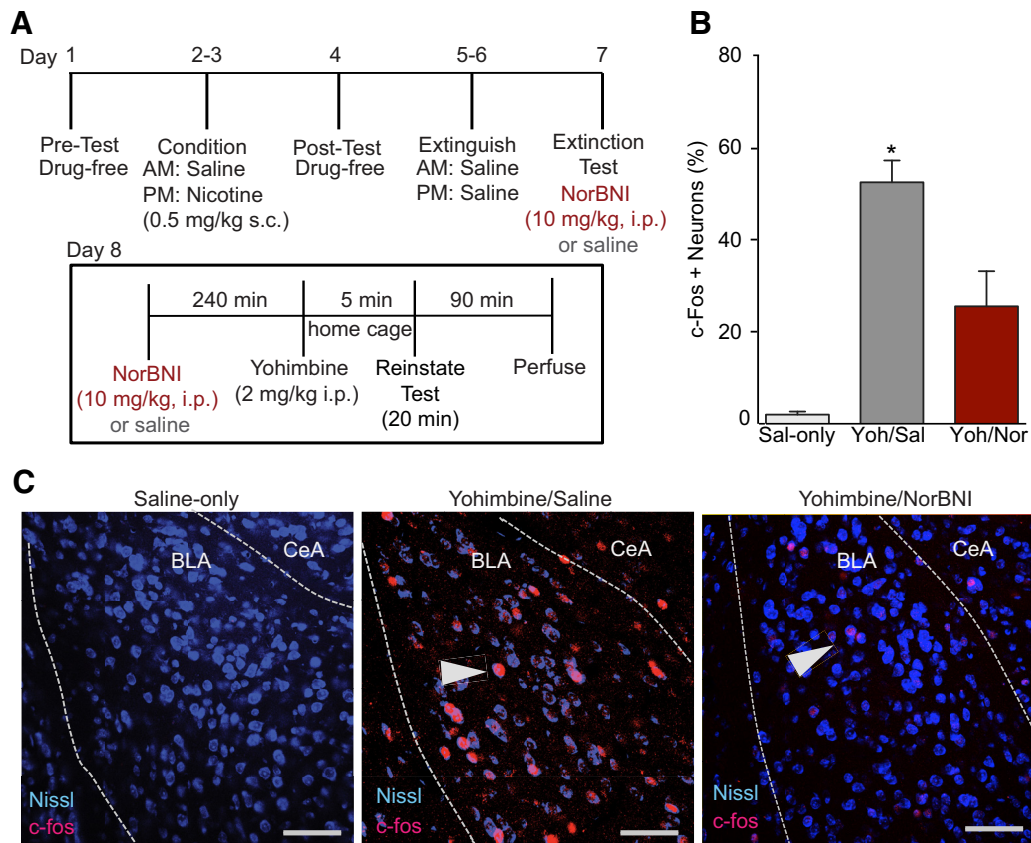 A
Day 1 2-3 4 5-6 7
Pre-Test
Drug-free
Condition
AM: Saline
PM: Nicotine
(0.5 mg/kg s.c.)
Post-Test
Drug-free
Extinguish
AM: Saline
PM: Saline
Extinction
Test
NorBNI
(10 mg/kg, i.p.)
or saline
Day 8
240 min 5 min 90 min
home cage
NorBNI
(10 mg/kg, i.p.)
or saline
Yohimbine
(2 mg/kg i.p.)
Reinstate
Test
(20 min)
Perfuse
B
c-Fos + Neurons (%)
80
60
40
20
0
*
Sal-only Yoh/Sal Yoh/Nor
C
Saline-only
BLA
CeA
Nissl
c-fos
Yohimbine/Saline
BLA
CeA
Nissl
c-fos
Yohimbine/NorBNI
BLA
CeA
Nissl
c-fos